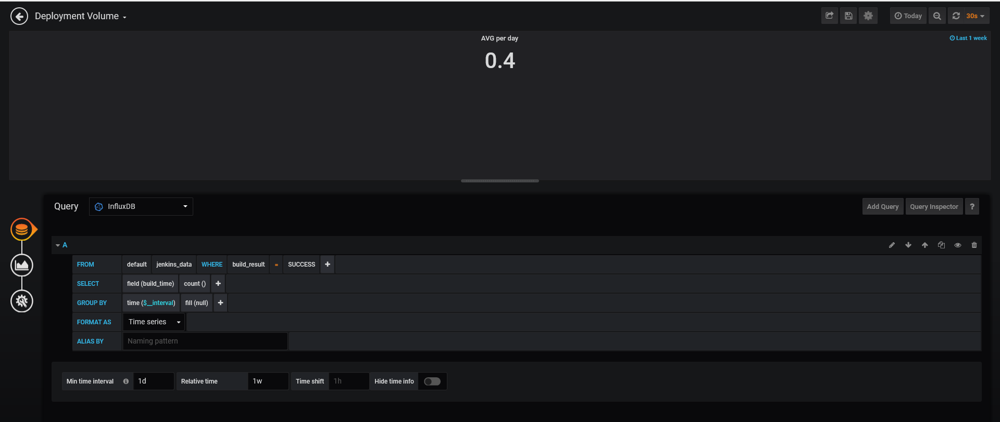 Deployment Volume
Today
30s
AVG per day
Last 1 week
0.4
Query
InfluxDB
Add Query
Query Inspector
?
A
FROM default jenkins_data WHERE build_result = SUCCESS +
SELECT field (build_time) count () +
GROUP BY time ($__interval) fill (null) +
FORMAT AS Time series
ALIAS BY Naming pattern
Min time interval 1d Relative time 1w Time shift 1h Hide time info